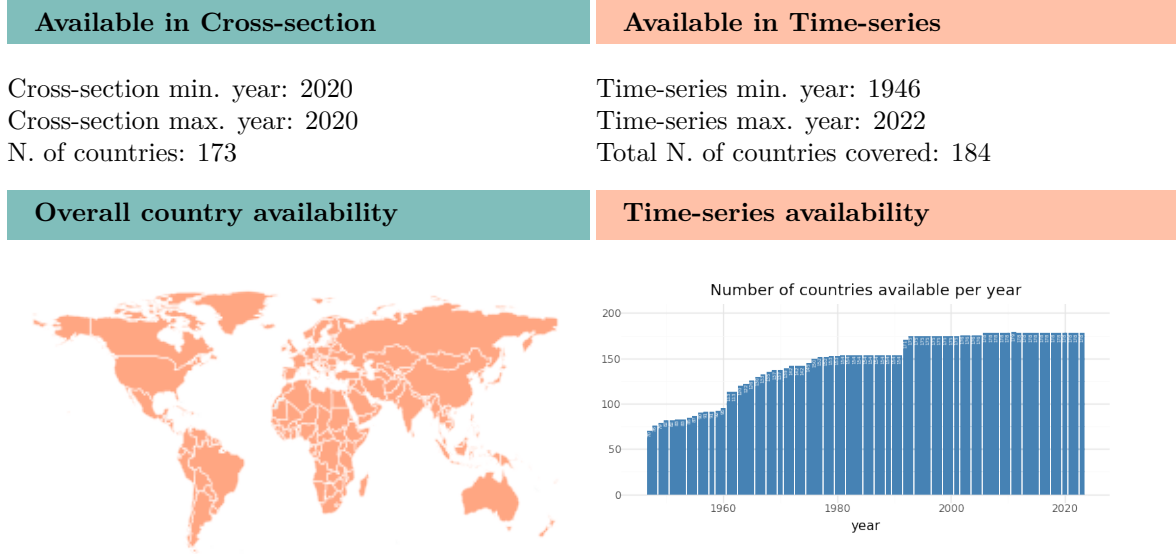 Available in Cross-section
Cross-section min. year: 2020
Cross-section max. year: 2020
N. of countries: 173
Available in Time-series
Time-series min. year: 1946
Time-series max. year: 2022
Total N. of countries covered: 184
Overall country availability
Time-series availability
Number of countries available per year
200
150
100
50
0
1960
1980
2000
2020
year